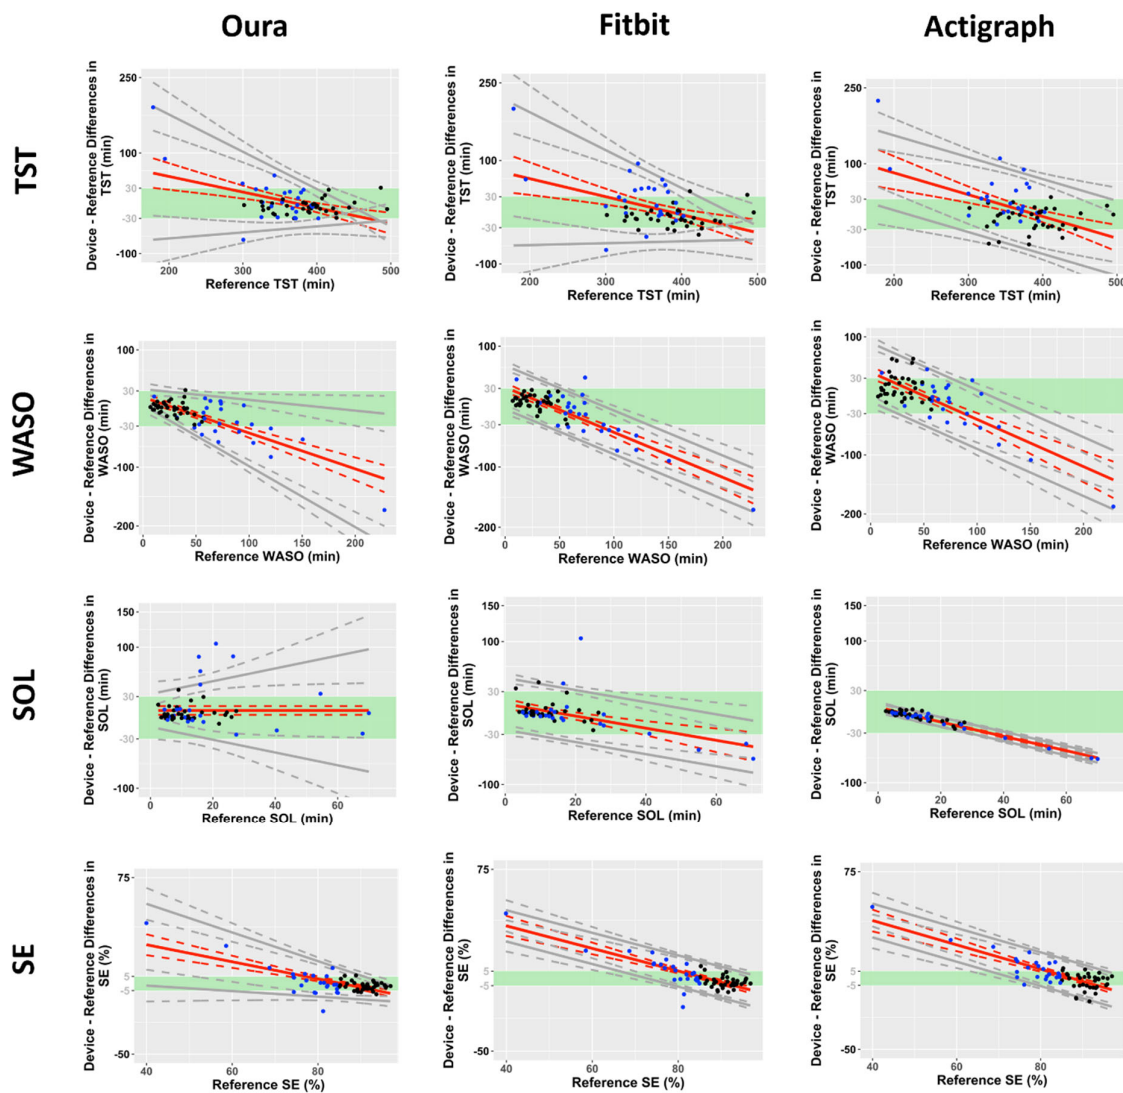 Oura
Fitbit
Actigraph
TST
Device - Reference Differences in
TST (min)
250
100
30
-30
-100
200
300
400
500
Reference TST (min)
Device - Reference Differences in
TST (min)
250
100
30
-30
-100
200
300
400
500
Reference TST (min)
Device - Reference Differences in
TST (min)
250
100
30
-30
-100
200
300
400
500
Reference TST (min)
WASO
Device - Reference Differences in
WASO (min)
100
30
-30
-100
-200
0
50
100
150
200
Reference WASO (min)
Device - Reference Differences in
WASO (min)
100
30
-30
-100
-200
0
50
100
150
200
Reference WASO (min)
Device - Reference Differences in
WASO (min)
100
30
-30
-100
-200
0
50
100
150
200
Reference WASO (min)
SOL
Device - Reference Differences in
SOL (min)
150
100
30
-30
-100
0
20
40
60
Reference SOL (min)
Device - Reference Differences in
SOL (min)
150
100
30
-30
-100
0
20
40
60
Reference SOL (min)
Device - Reference Differences in
SOL (min)
150
100
30
-30
-100
0
20
40
60
Reference SOL (min)
SE
Device - Reference Differences in
SE (%)
75
5
-5
-50
40
60
80
Reference SE (%)
Device - Reference Differences in
SE (%)
75
5
-5
-50
40
60
80
Reference SE (%)
Device - Reference Differences in
SE (%)
75
5
-5
-50
40
60
80
Reference SE (%)